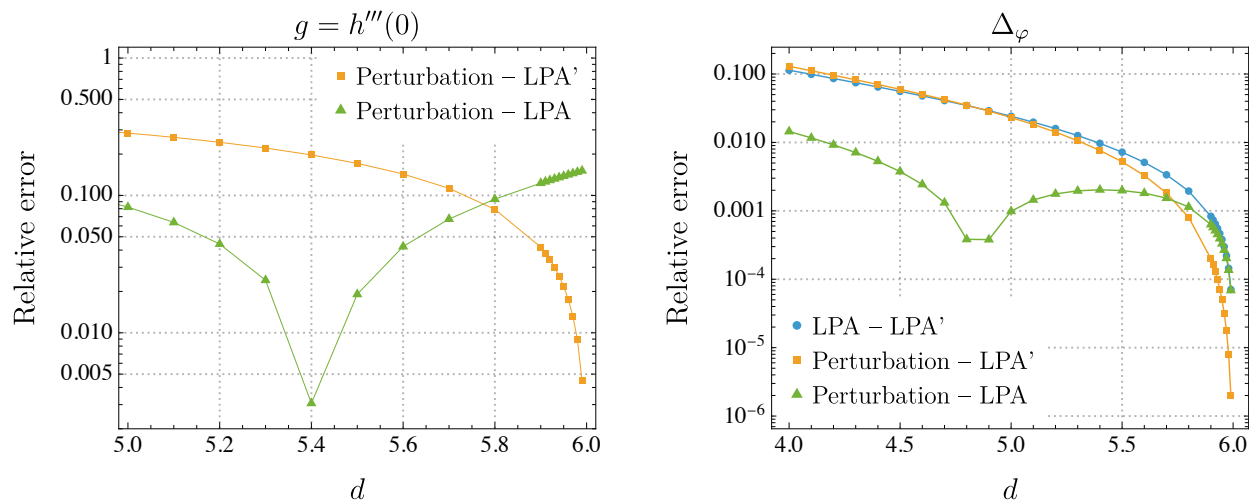 g = h′′′(0)
Relative error
1
0.500
0.100
0.050
0.010
0.005
Perturbation – LPA'
Perturbation – LPA
5.0 5.2 5.4 5.6 5.8 6.0
d
Δφ
Relative error
0.100
0.010
0.001
10⁻⁴
10⁻⁵
10⁻⁶
LPA – LPA'
Perturbation – LPA'
Perturbation – LPA
4.0 4.5 5.0 5.5 6.0
d